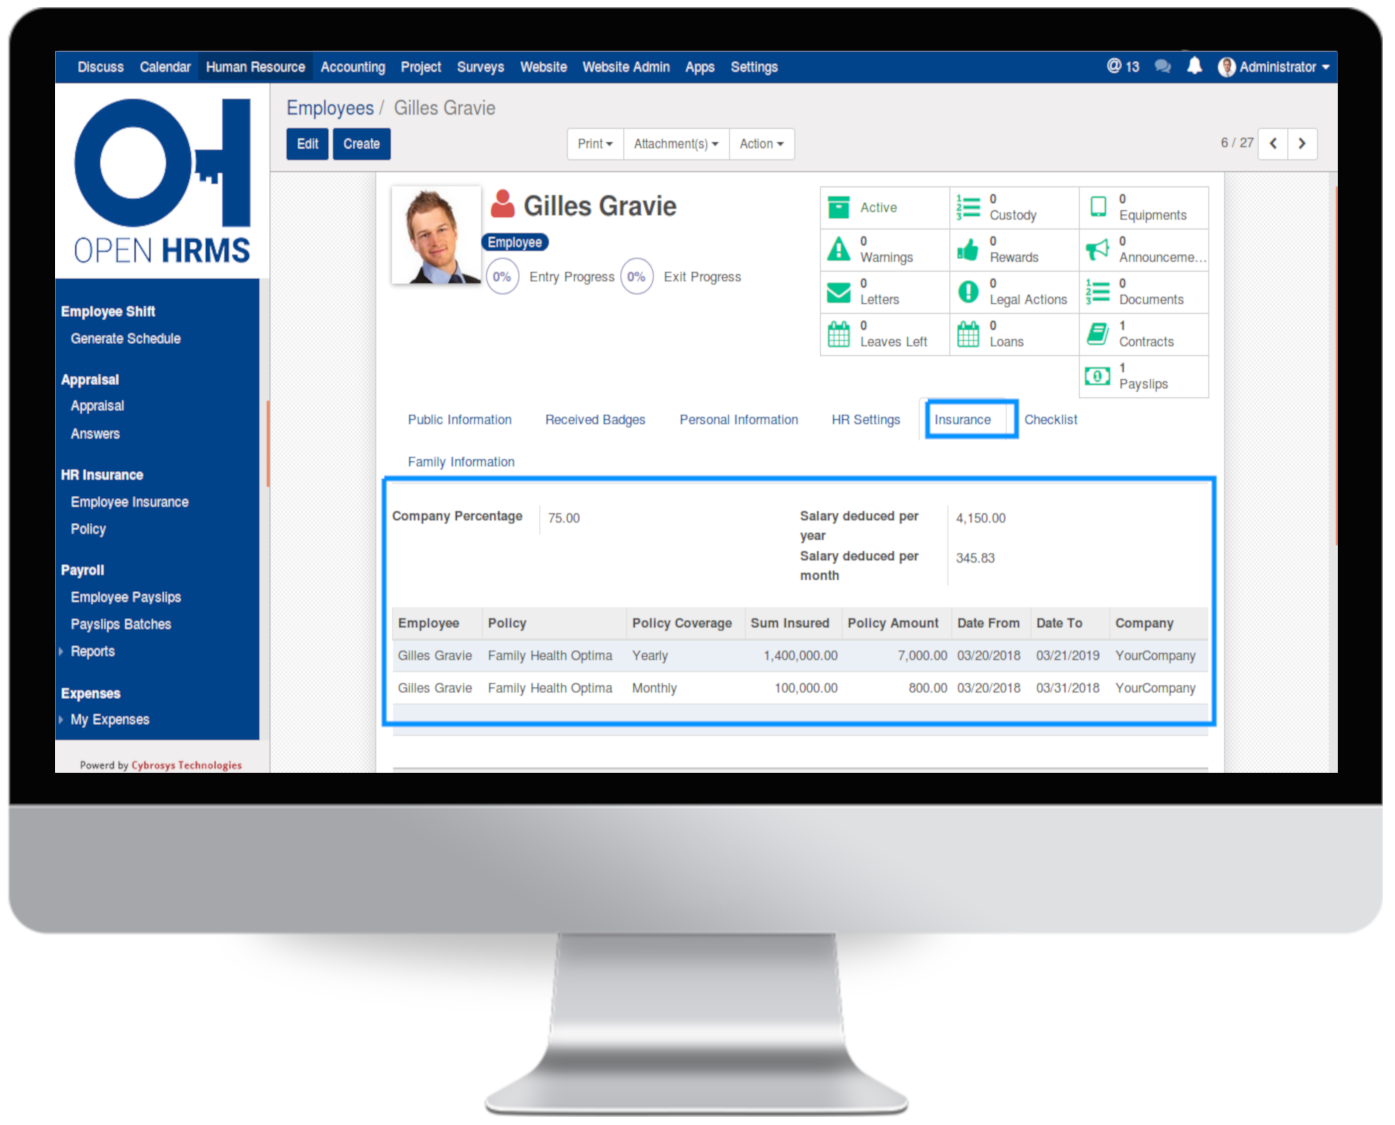 Discuss Calendar Human Resource Accounting Project Surveys Website Website Admin Apps Settings @ 13 Administrator
OPEN HRMS
Employee Shift
Generate Schedule
Appraisal
Appraisal
Answers
HR Insurance
Employee Insurance
Policy
Payroll
Employee Payslips
Payslips Batches
Reports
Expenses
My Expenses
Powerd by Cybrosys Technologies
Employees / Gilles Gravie
Edit Create Print Attachment(s) Action 6 / 27
Gilles Gravie
Employee
0% Entry Progress 0% Exit Progress
Active
0
Custody
0
Equipments
0
Warnings
0
Rewards
0
Announceme...
0
Letters
0
Legal Actions
0
Documents
0
Leaves Left
0
Loans
1
Contracts
1
Payslips
Public Information Received Badges Personal Information HR Settings Insurance Checklist
Family Information
Company Percentage 75.00
Salary deduced per
year
4,150.00
Salary deduced per
month
345.83
Employee Policy Policy Coverage Sum Insured Policy Amount Date From Date To Company
Gilles Gravie Family Health Optima Yearly 1,400,000.00 7,000.00 03/20/2018 03/21/2019 YourCompany
Gilles Gravie Family Health Optima Monthly 100,000.00 800.00 03/20/2018 03/31/2018 YourCompany